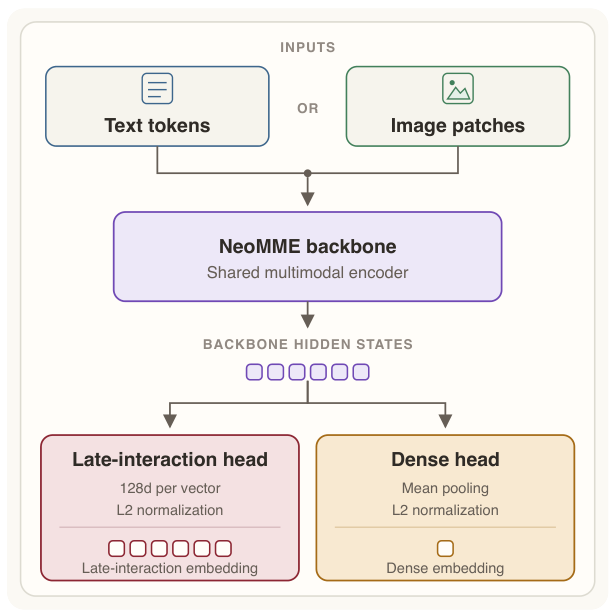 INPUTS
Text tokens
OR
Image patches
NeoMME backbone
Shared multimodal encoder
BACKBONE HIDDEN STATES
Late-interaction head
128d per vector
L2 normalization
Late-interaction embedding
Dense head
Mean pooling
L2 normalization
Dense embedding